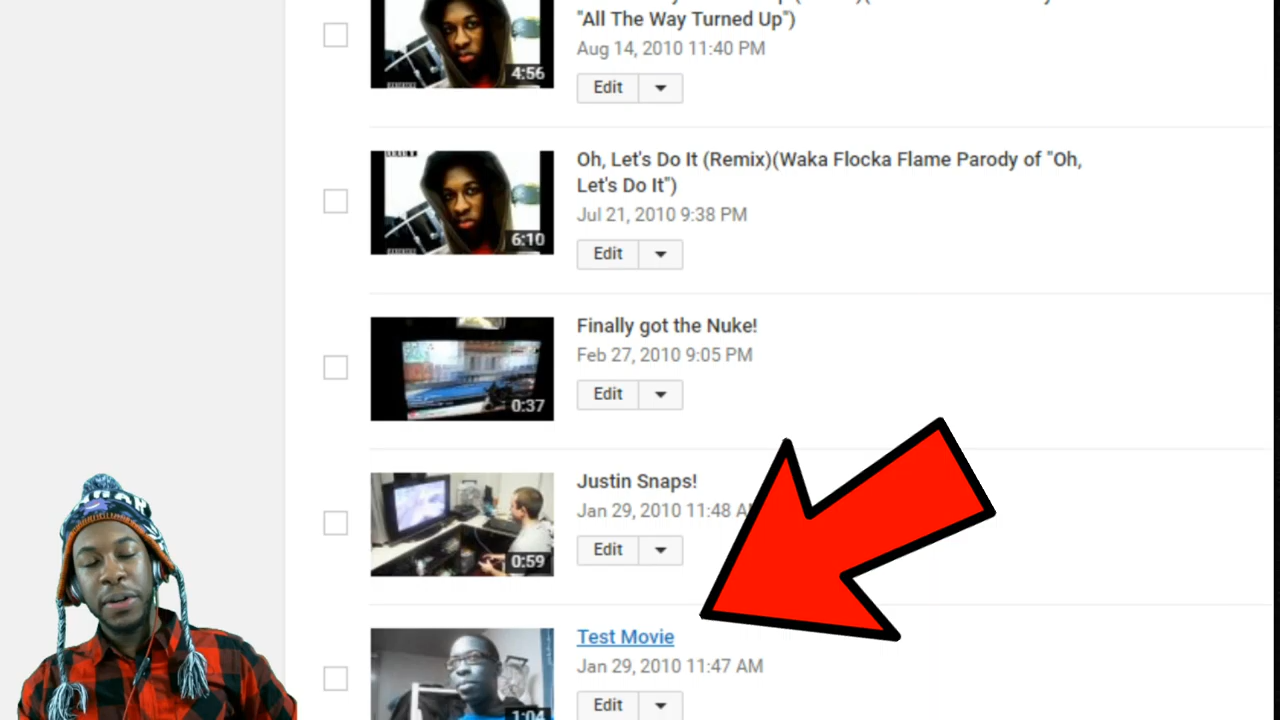 "All The Way Turned Up")
Aug 14, 2010 11:40 PM
4:56
Edit
Oh, Let's Do It (Remix)(Waka Flocka Flame Parody of "Oh,
Let's Do It")
Jul 21, 2010 9:38 PM
6:10
Edit
Finally got the Nuke!
Feb 27, 2010 9:05 PM
0:37
Edit
Justin Snaps!
Jan 29, 2010 11:48
0:59
Edit
Test Movie
Jan 29, 2010 11:47 AM
1:04
Edit